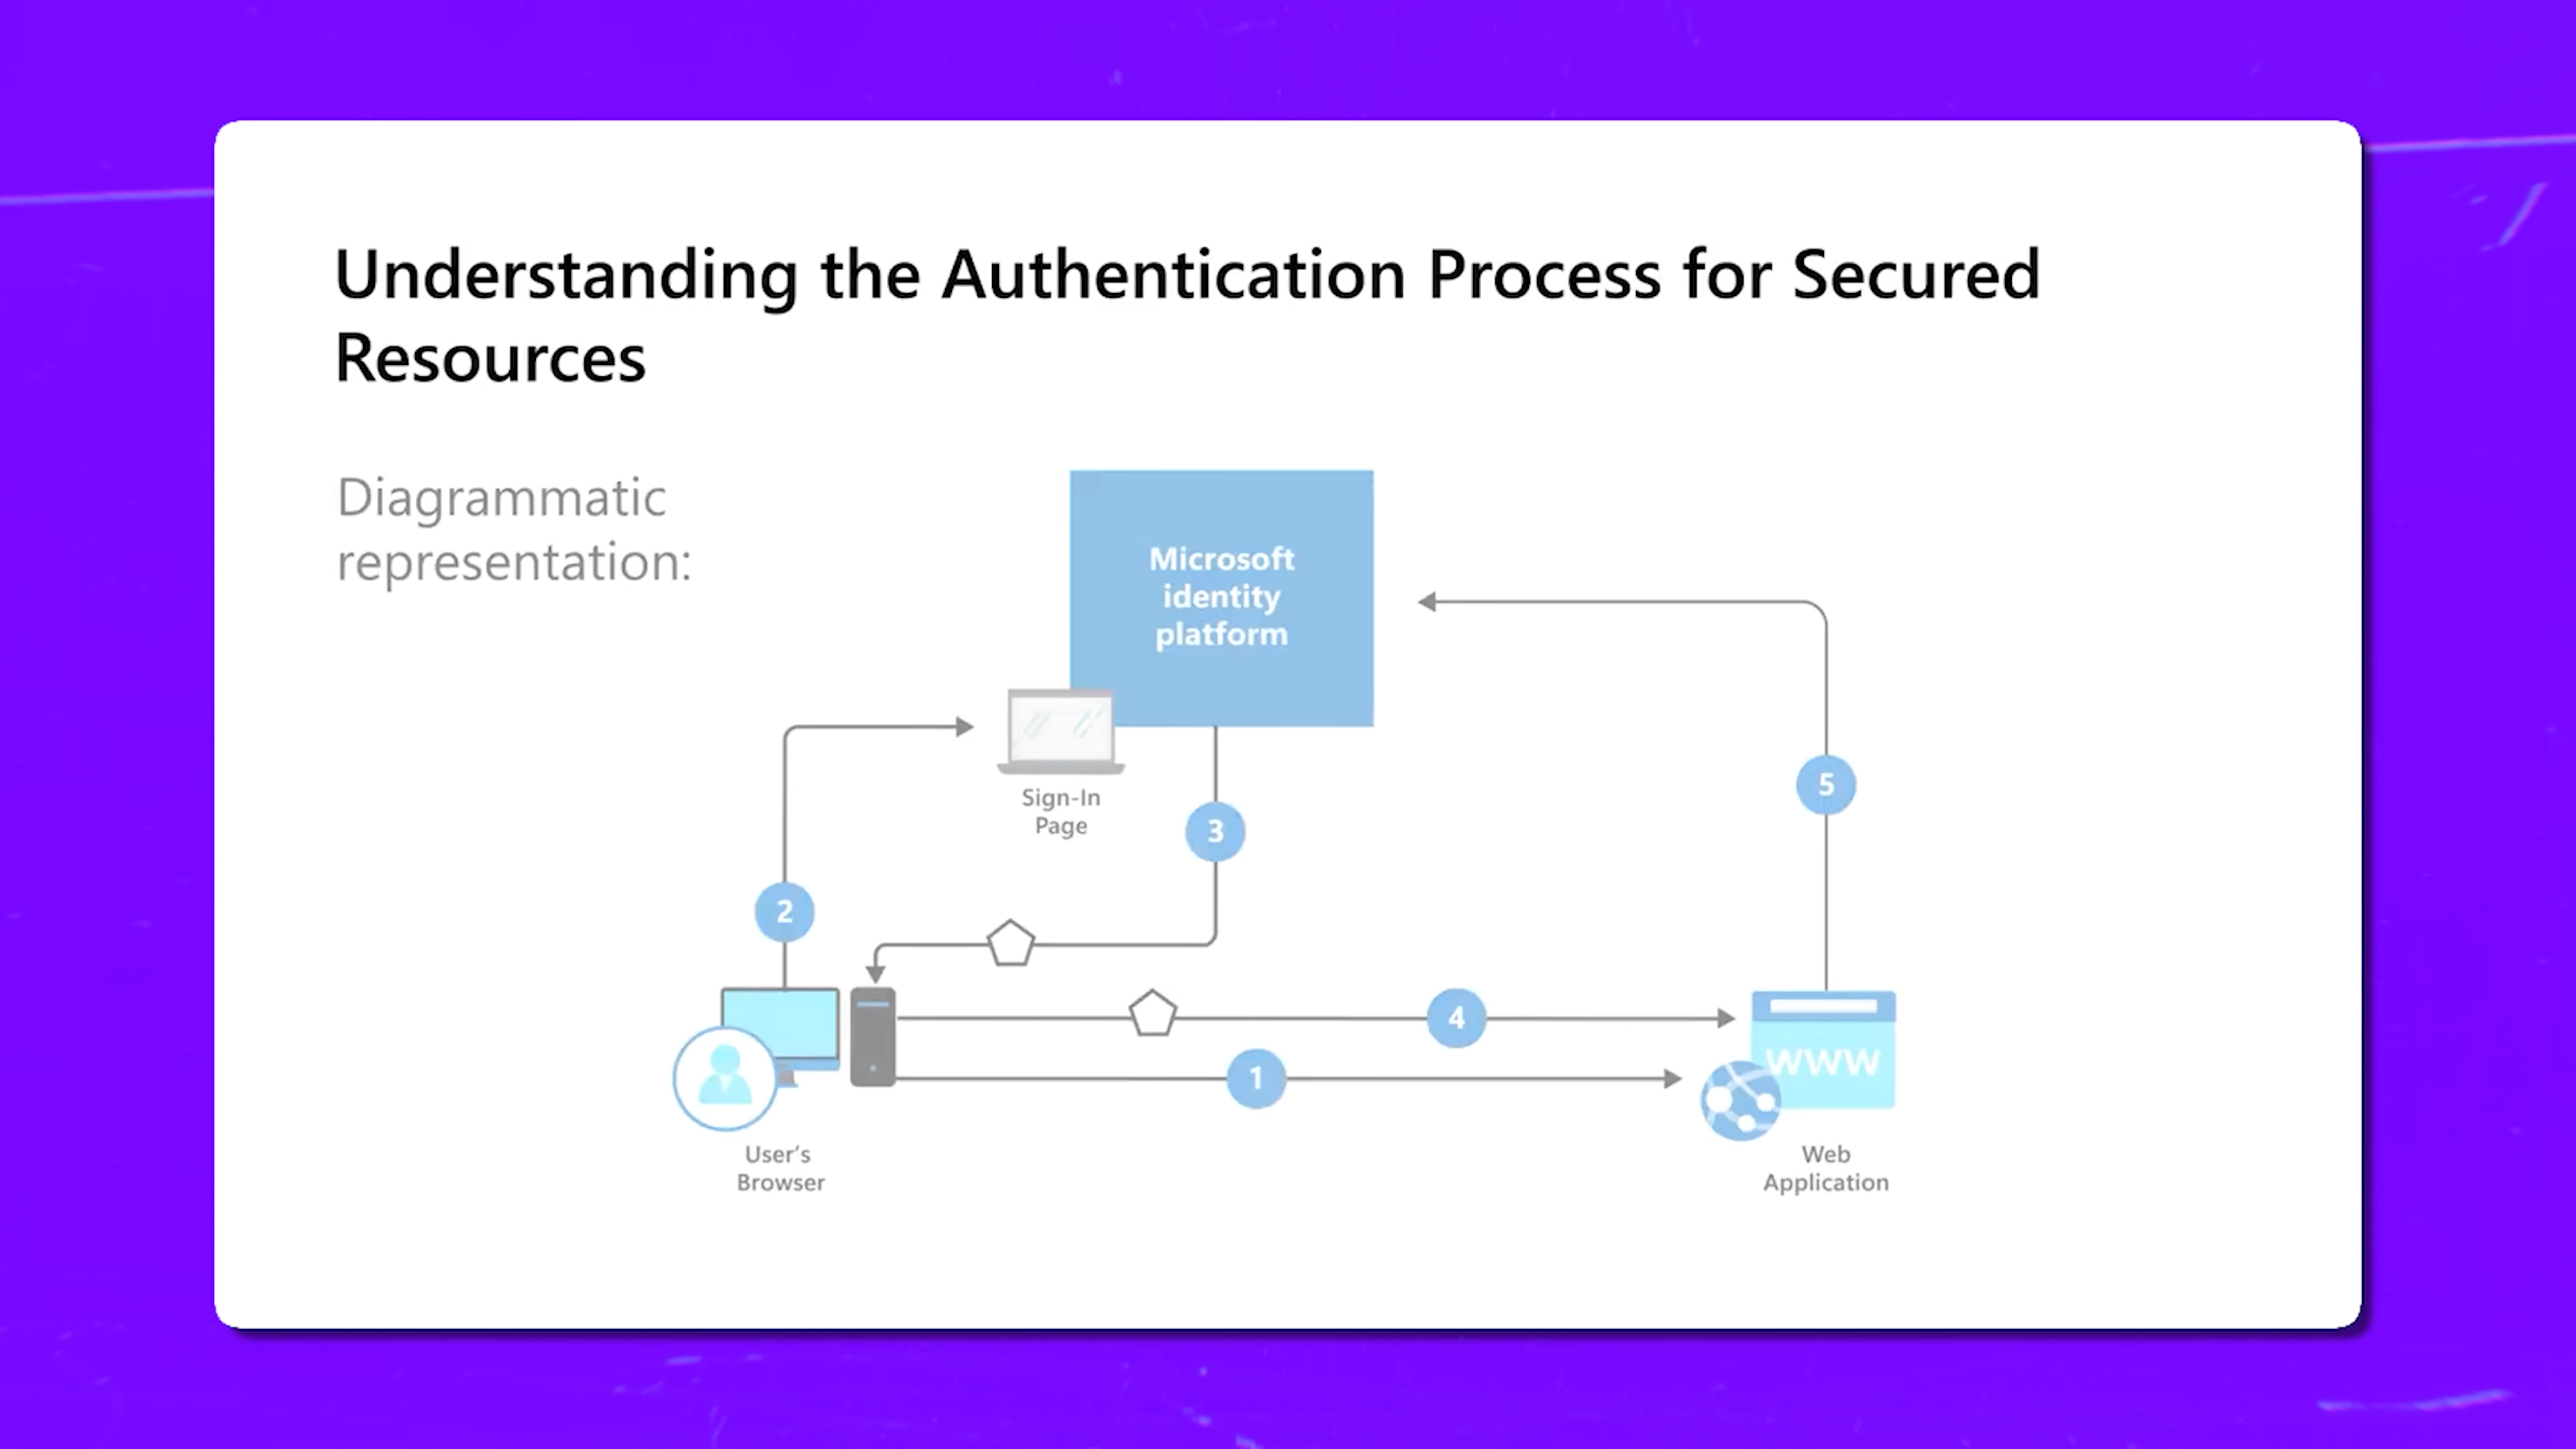 Understanding the Authentication Process for Secured
Resources
Diagrammatic
representation:
Microsoft
identity
platform
Sign-In
Page
3
5
2
4
1
WWW
User's
Browser
Web
Application